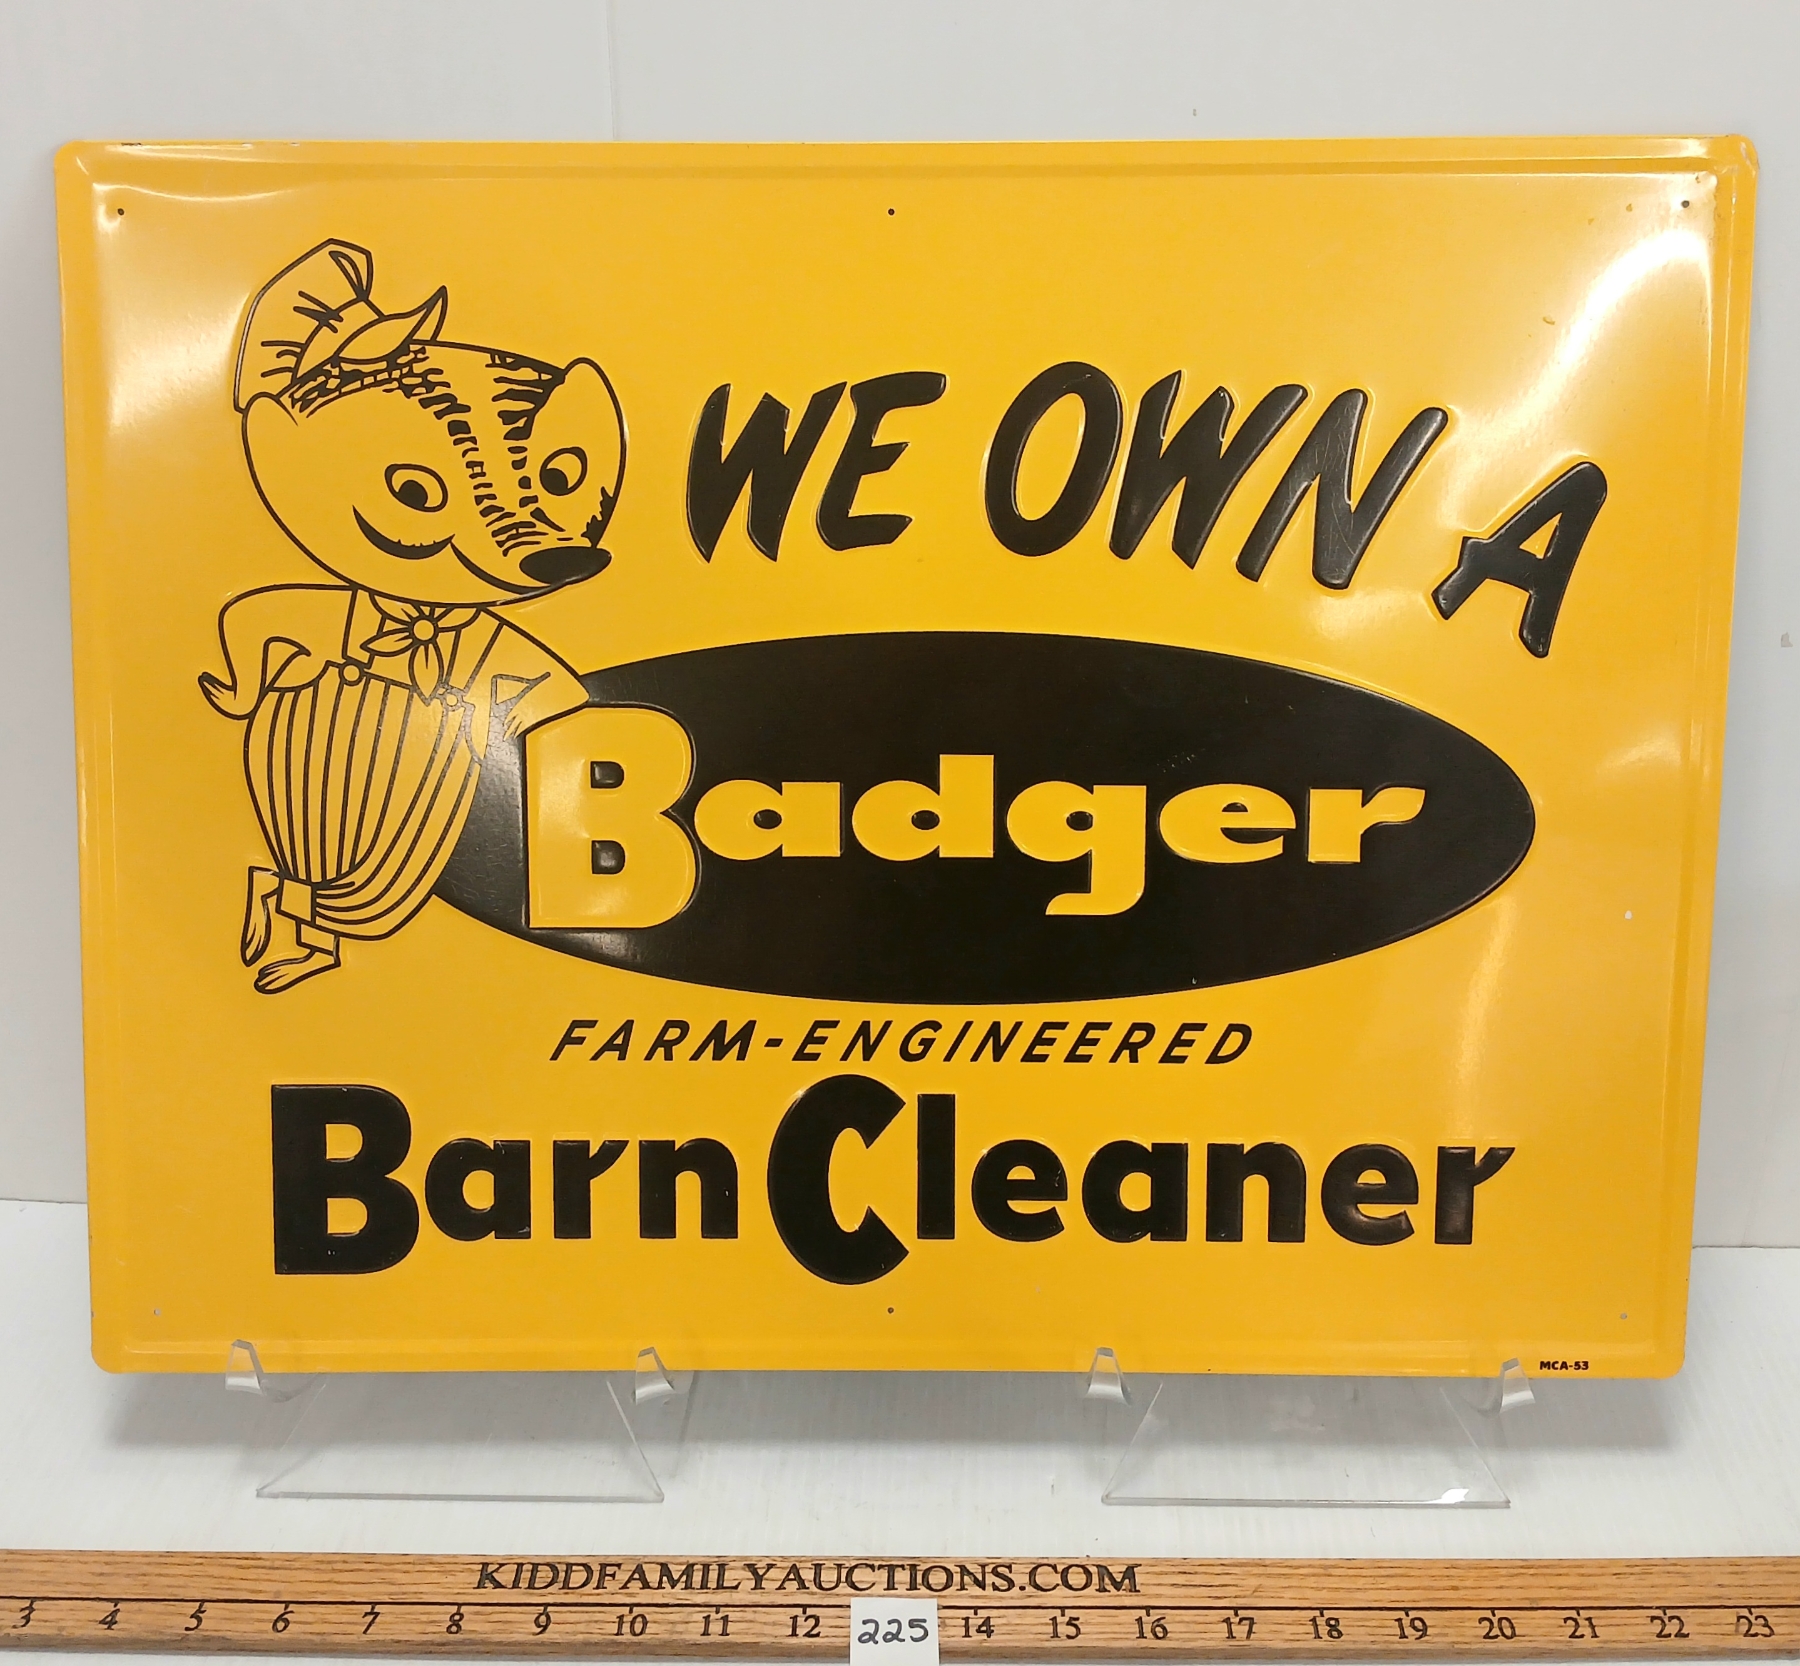 WE OWN A
Badger
FARM-ENGINEERED
Barn Cleaner
MCA-53
KIDDFAMILYAUCTIONS.COM
3 4 5 6 7 8 9 10 11 12 225 14 15 16 17 18 19 20 21 22 23